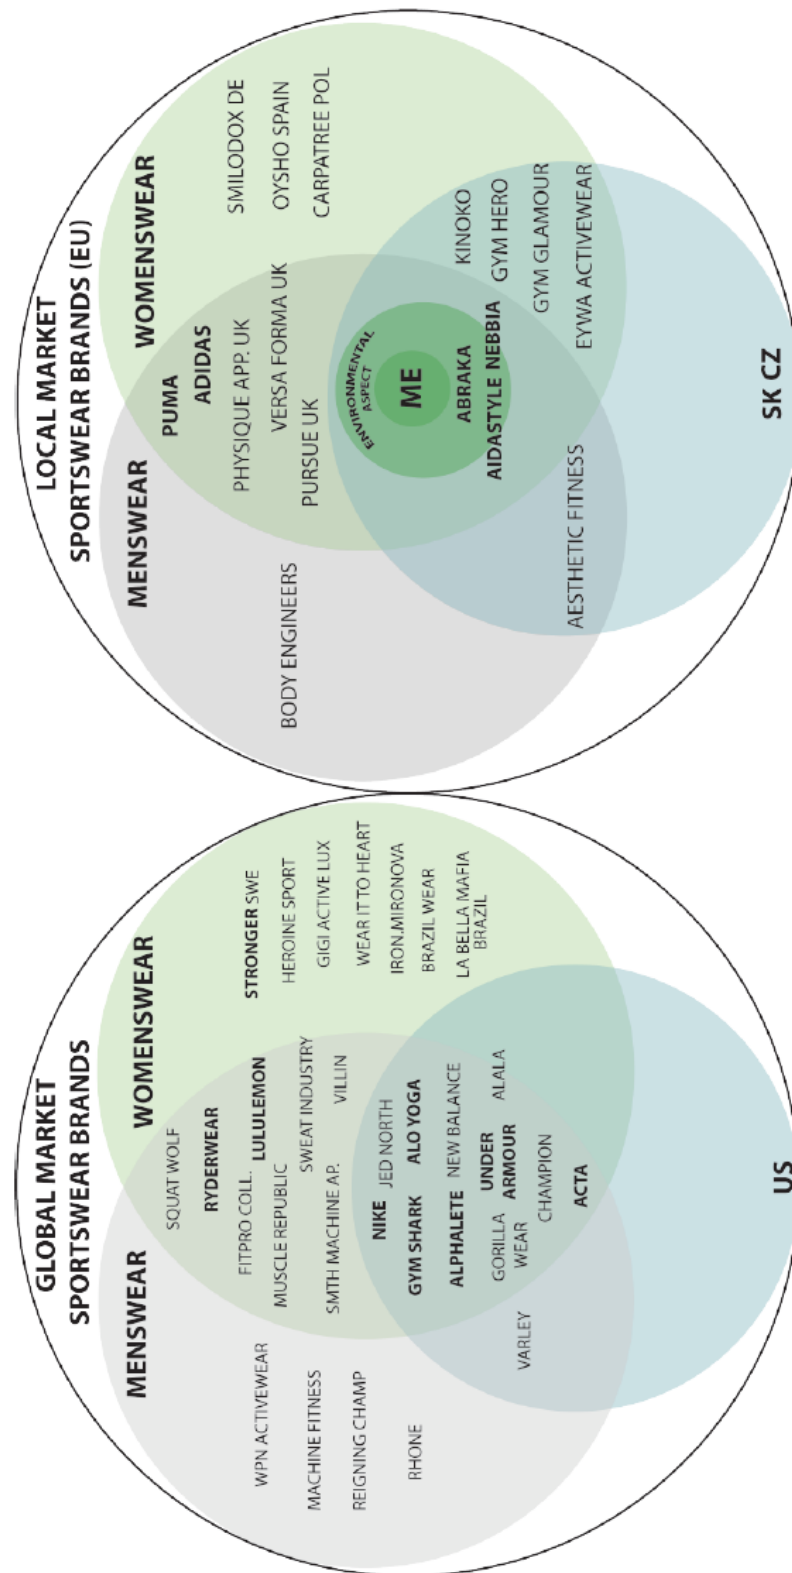 GLOBAL MARKET
SPORTSWEAR BRANDS
MENSWEAR
WOMENSWEAR
SQUAT WOLF
RYDERWEAR
FITPRO COLL.
LULULEMON
MUSCLE REPUBLIC
SWEAT INDUSTRY
SMTH MACHINE AP.
VILLIN
WPN ACTIVEWEAR
MACHINE FITNESS
REIGNING CHAMP
RHONE
STRONGER SWE
HEROINE SPORT
GIGI ACTIVE LUX
WEAR IT TO HEART
IRON.MIRONOVA
BRAZIL WEAR
LA BELLA MAFIA
BRAZIL
NIKE
JED NORTH
GYM SHARK
ALO YOGA
ALPHALETE
NEW BALANCE
GORILLA
WEAR
UNDER
ARMOUR
ALALA
VARLEY
CHAMPION
ACTA
US
LOCAL MARKET
SPORTSWEAR BRANDS (EU)
MENSWEAR
WOMENSWEAR
PUMA
ADIDAS
PHYSIQUE APP. UK
VERSA FORMA UK
PURSUE UK
BODY ENGINEERS
SMILODOX DE
OYSHO SPAIN
CARPATREE POL
ENVIRONMENTAL
ASPECT
ME
ABRAKA
AIDASTYLE NEBBIA
KINOKO
GYM HERO
GYM GLAMOUR
EYWA ACTIVEWEAR
AESTHETIC FITNESS
SK CZ